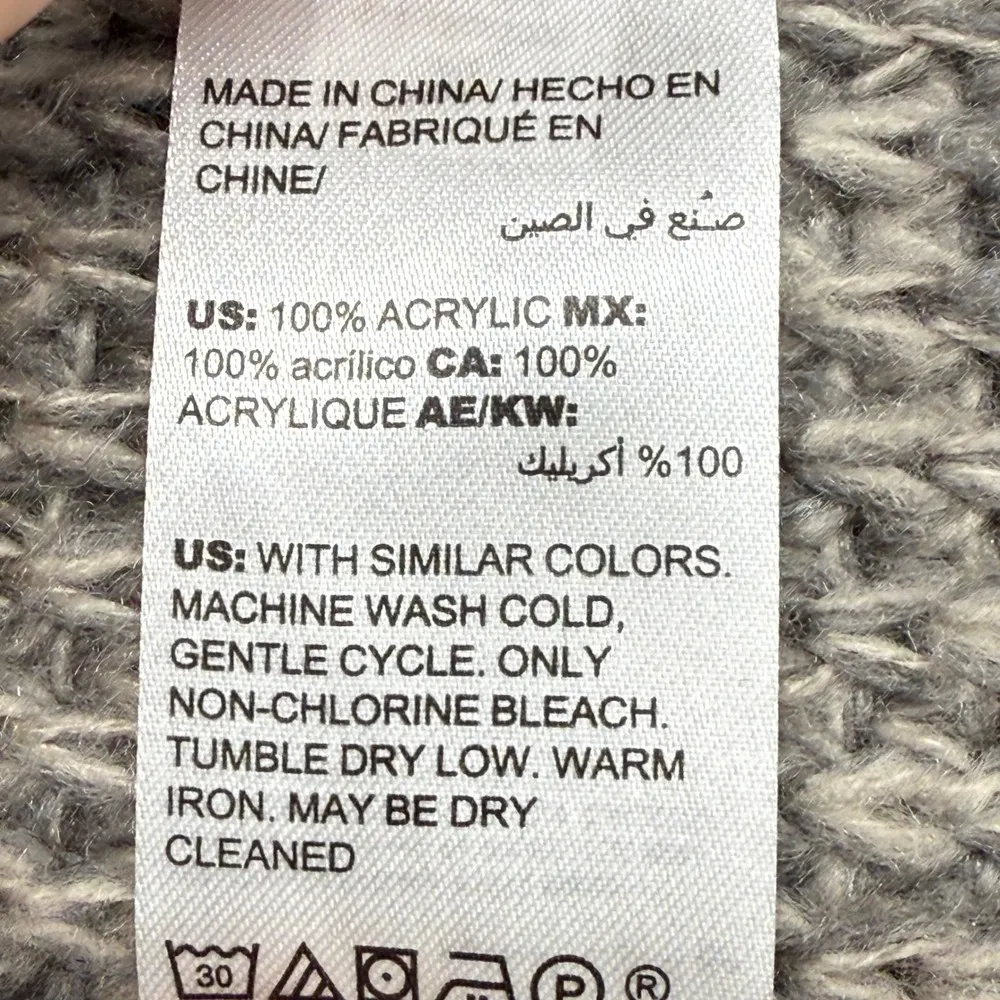 MADE IN CHINA/ HECHO EN
CHINA/ FABRIQUÉ EN
CHINE/
صُنع في الصين
US: 100% ACRYLIC MX:
100% acrílico CA: 100%
ACRYLIQUE AE/KW:
100% أكريليك
US: WITH SIMILAR COLORS.
MACHINE WASH COLD,
GENTLE CYCLE. ONLY
NON-CHLORINE BLEACH.
TUMBLE DRY LOW. WARM
IRON. MAY BE DRY
CLEANED
30 P ®